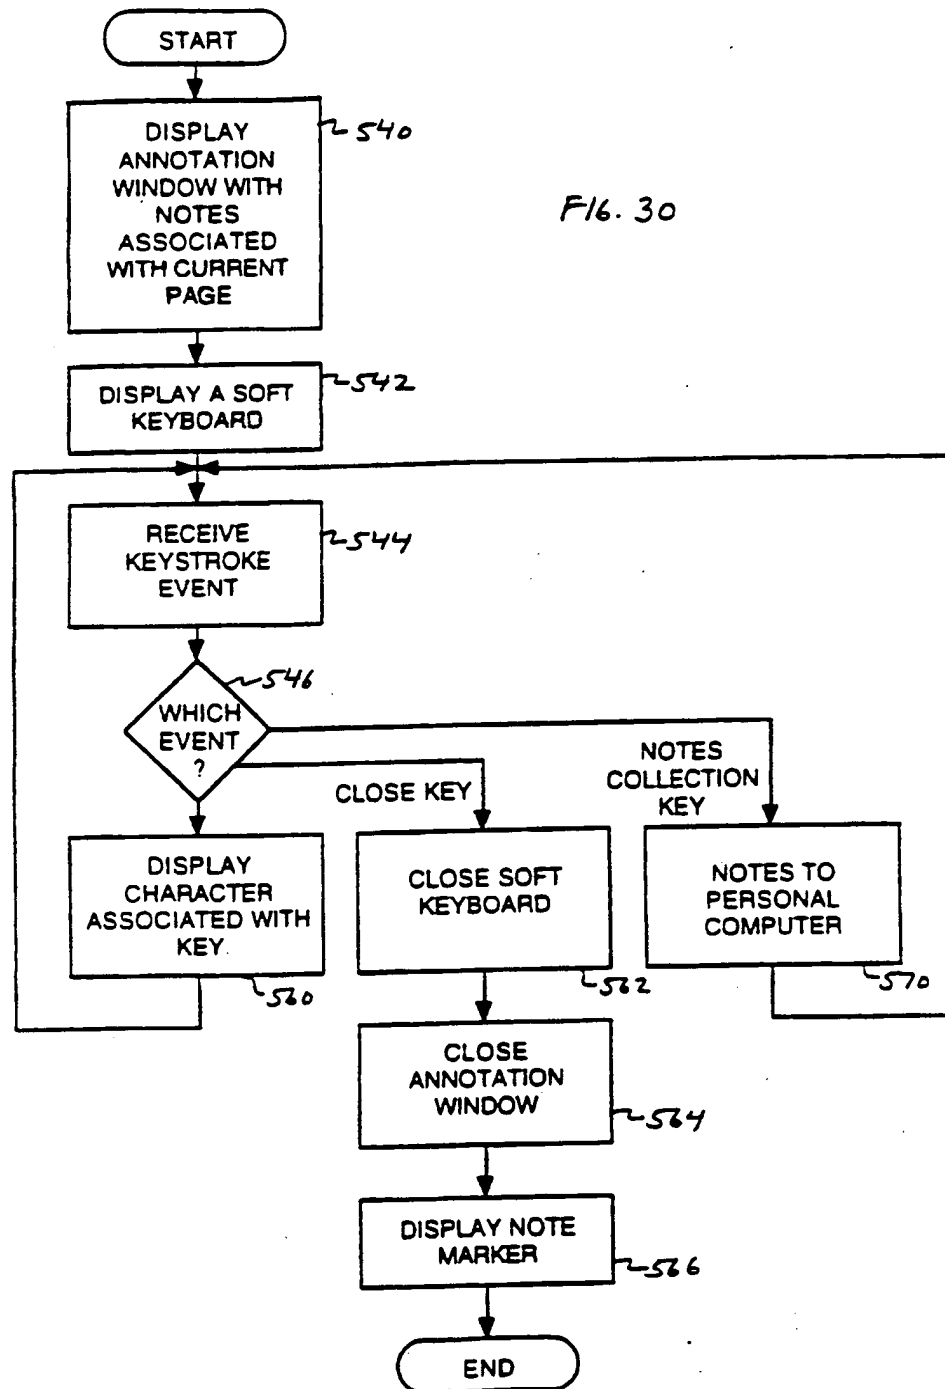 START
DISPLAY
ANNOTATION
WINDOW WITH
NOTES
ASSOCIATED
WITH CURRENT
PAGE
540
FIG. 30
DISPLAY A SOFT
KEYBOARD
542
RECEIVE
KEYSTROKE
EVENT
544
WHICH
EVENT
?
546
CLOSE KEY
NOTES
COLLECTION
KEY
DISPLAY
CHARACTER
ASSOCIATED WITH
KEY
560
CLOSE SOFT
KEYBOARD
562
NOTES TO
PERSONAL
COMPUTER
570
CLOSE
ANNOTATION
WINDOW
564
DISPLAY NOTE
MARKER
566
END